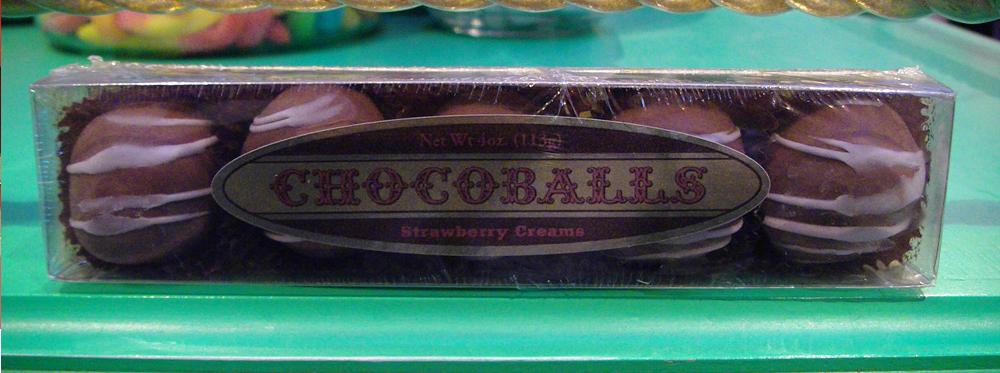 Net Wt 4oz. (113g)
CHOCOBALLS
Strawberry Creams